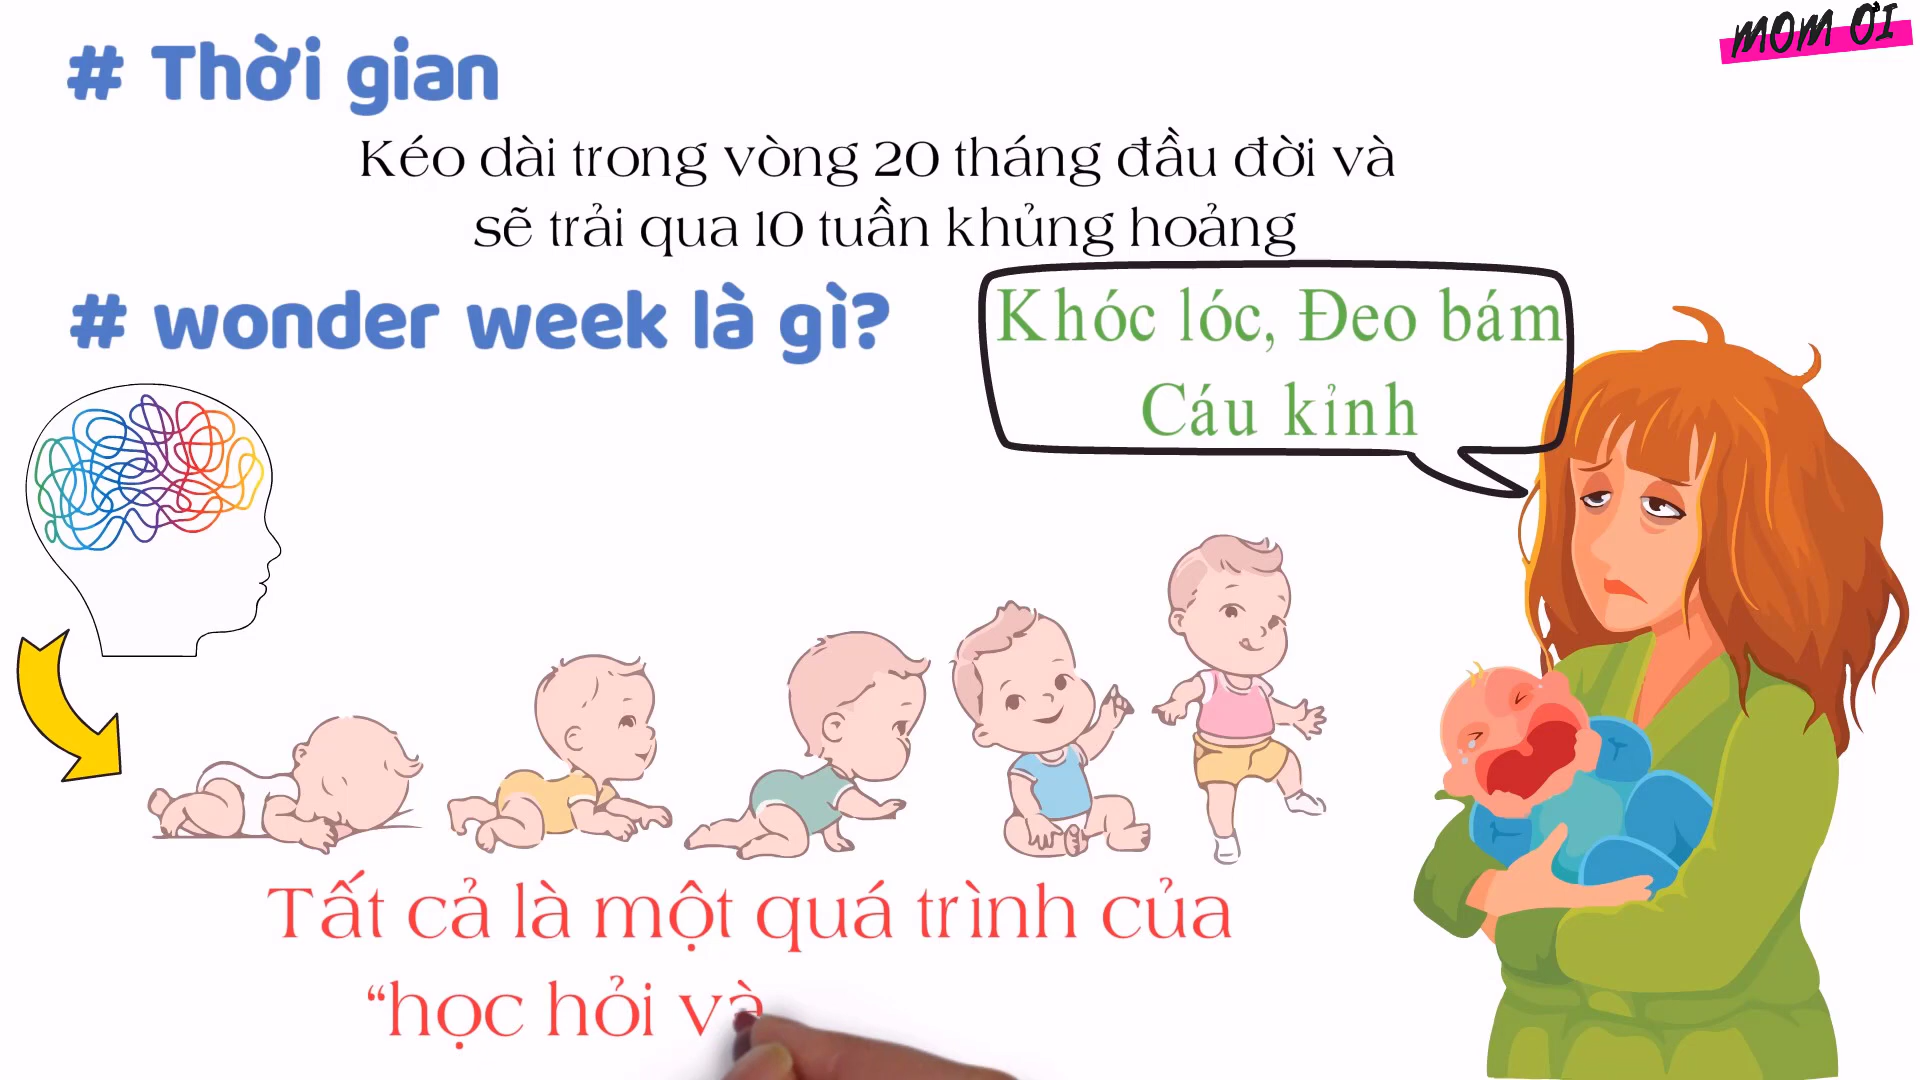 MOM ƠI
# Thời gian
Kéo dài trong vòng 20 tháng đầu đời và
sẽ trải qua 10 tuần khủng hoảng
# wonder week là gì?
Khóc lóc, Đeo bám
Cáu kỉnh
Tất cả là một quá trình của
“học hỏi và